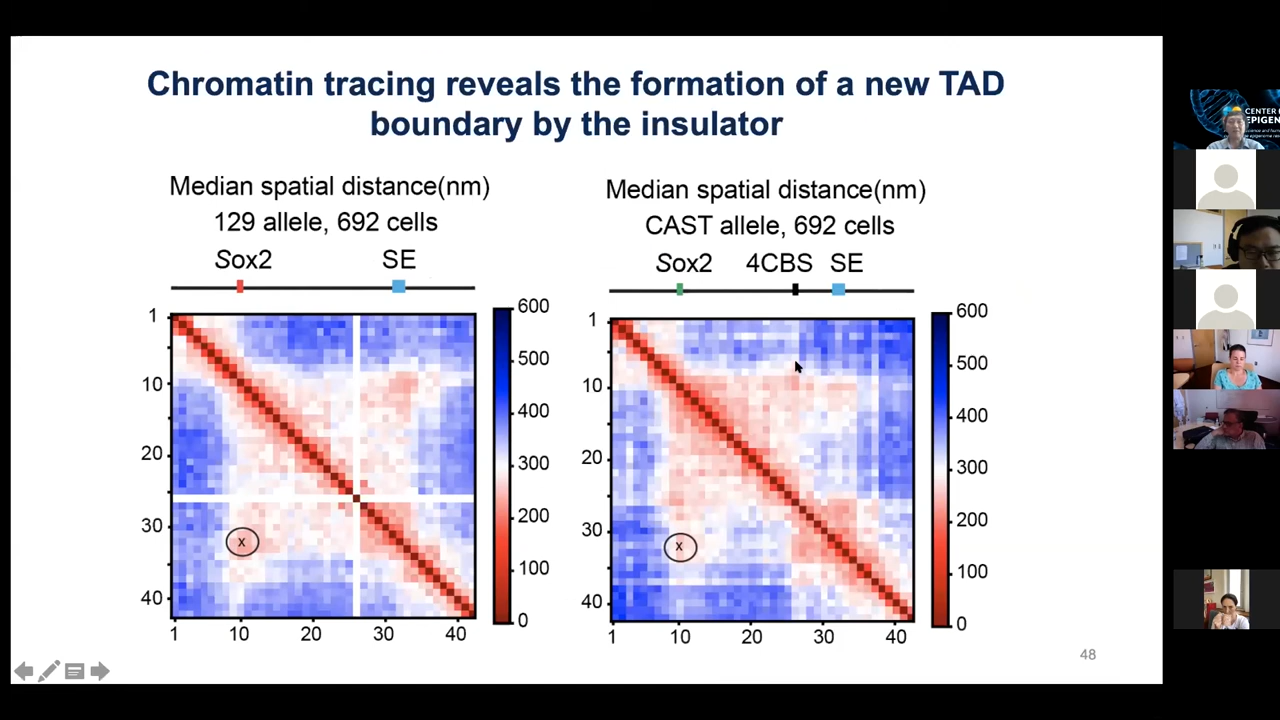 Chromatin tracing reveals the formation of a new TAD
boundary by the insulator
Median spatial distance(nm)
129 allele, 692 cells
Sox2 SE
1
10
20
30
40
1 10 20 30 40
x
600
500
400
300
200
100
0
Median spatial distance(nm)
CAST allele, 692 cells
Sox2 4CBS SE
1
10
20
30
40
1 10 20 30 40
x
600
500
400
300
200
100
0
48
CENTER
EPIGEN